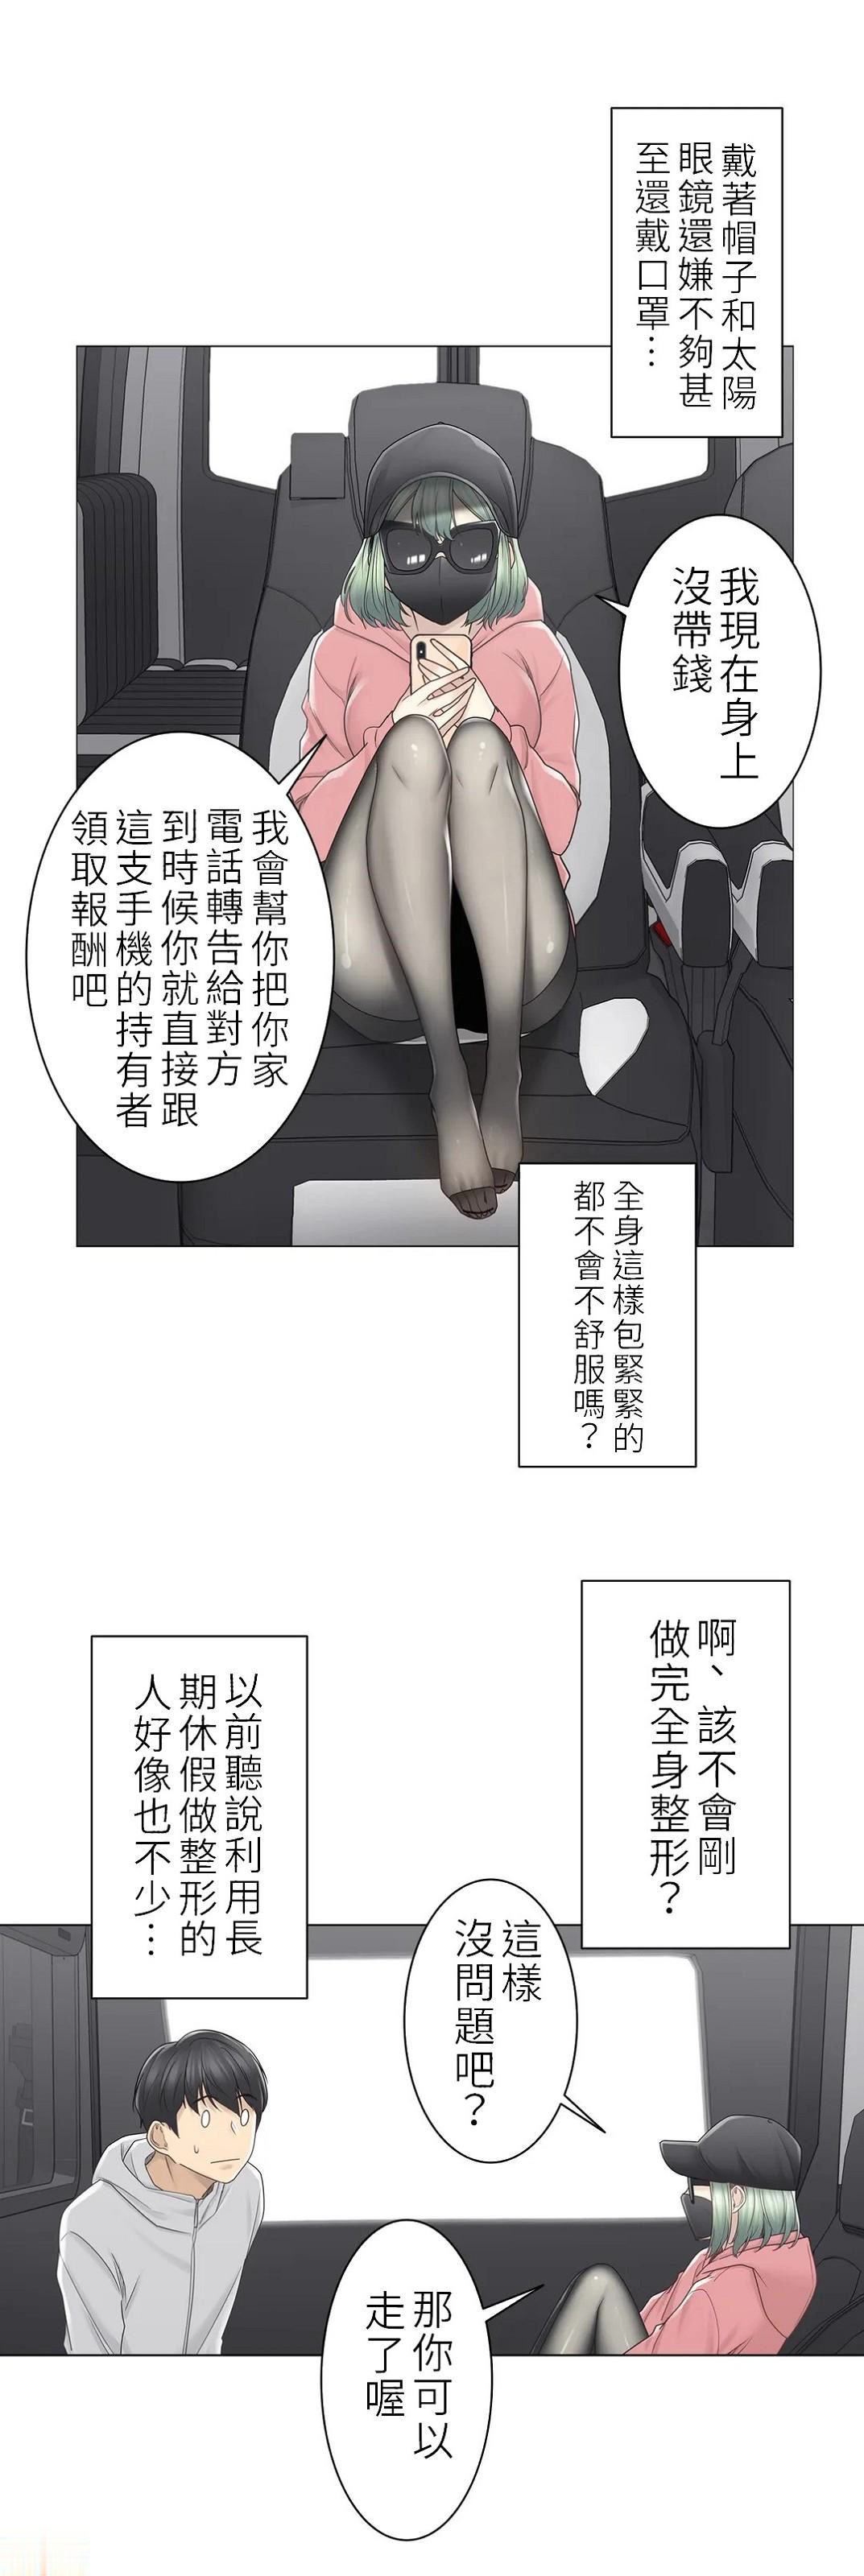 戴著帽子和太陽
眼鏡還嫌不夠甚
至還戴口罩…
我現在身上
沒帶錢
我會幫你把你家
電話轉告給對方
到時候你就直接跟
這支手機的持有者
領取報酬吧
全身這樣包緊緊的
都不會不舒服嗎？
啊、該不會剛
做完全身整形？
以前聽說利用長
期休假做整形的
人好像也不少…
這樣
沒問題吧？
那你可以
走了喔